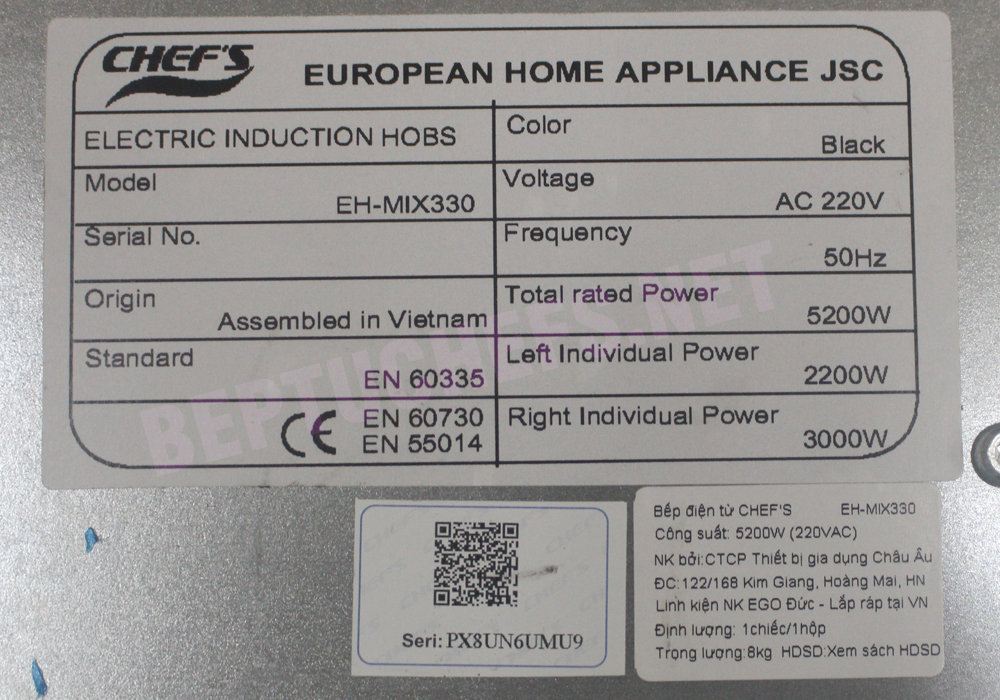 CHEF'S
EUROPEAN HOME APPLIANCE JSC
ELECTRIC INDUCTION HOBS
Color
Black
Model
EH-MIX330
Voltage
AC 220V
Serial No.
Frequency
50Hz
Origin
Assembled in Vietnam
Total rated Power
5200W
Standard
EN 60335
Left Individual Power
2200W
CE
EN 60730
EN 55014
Right Individual Power
3000W
BEPTUCHEFS.NET
Seri: PX8UN6UMU9
Bếp điện từ CHEF'S EH-MIX330
Công suất: 5200W (220VAC)
NK bởi:CTCP Thiết bị gia dụng Châu Âu
ĐC:122/168 Kim Giang, Hoàng Mai, HN
Linh kiện NK EGO Đức - Lắp ráp tại VN
Định lượng: 1chiếc/1hộp
Trọng lượng:8kg HDSD:Xem sách HDSD